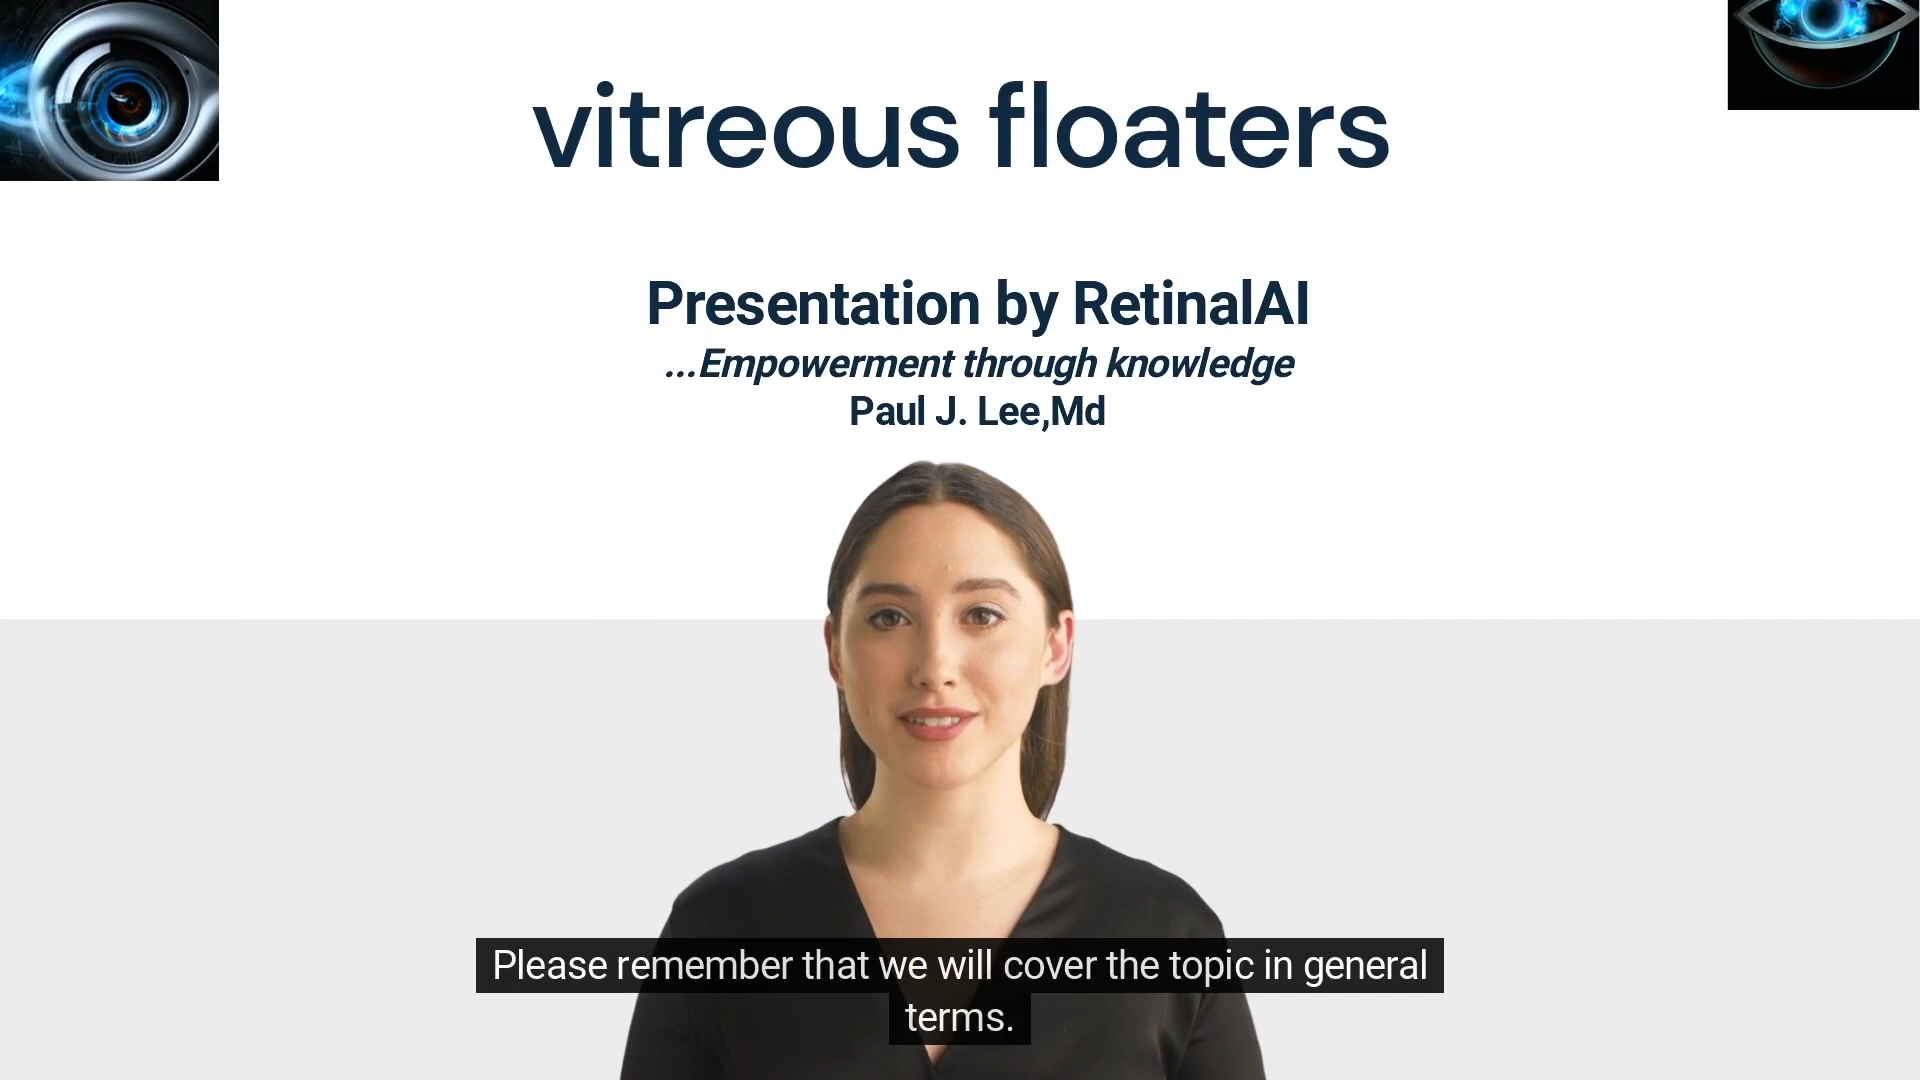 vitreous floaters
Presentation by RetinalAI
...Empowerment through knowledge
Paul J. Lee,Md
Please remember that we will cover the topic in general
terms.